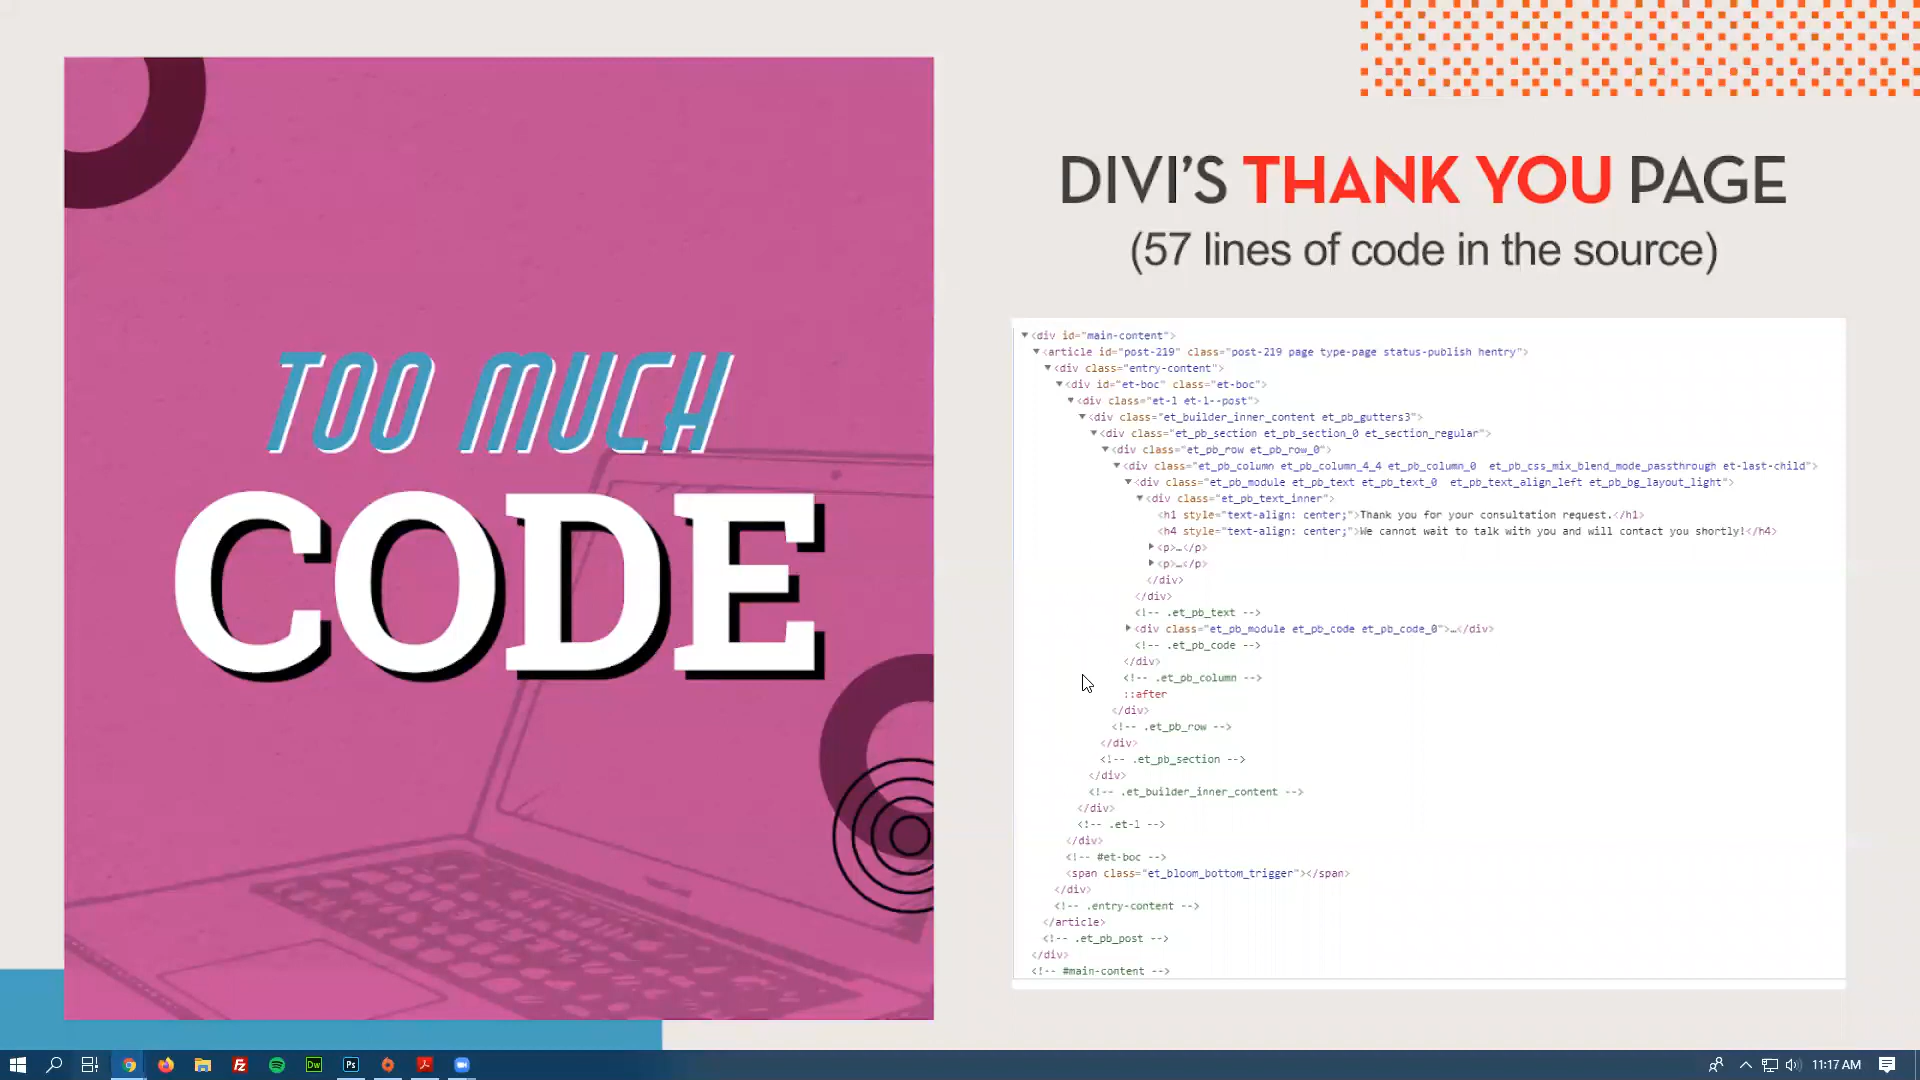 TOO MUCH
CODE
DIVI'S THANK YOU PAGE
(57 lines of code in the source)
▼<div id="main-content">
▼<article id="post-219" class="post-219 page type-page status-publish hentry">
▼<div class="entry-content">
▼<div id="et-boc" class="et-boc">
▼<div class="et-l et-l--post">
▼<div class="et_builder_inner_content et_pb_gutters3">
▼<div class="et_pb_section et_pb_section_0 et_section_regular">
▼<div class="et_pb_row et_pb_row_0">
▼<div class="et_pb_column et_pb_column_4_4 et_pb_column_0  et_pb_css_mix_blend_mode_passthrough et-last-child">
▼<div class="et_pb_module et_pb_text et_pb_text_0  et_pb_text_align_left et_pb_bg_layout_light">
▼<div class="et_pb_text_inner">
<h1 style="text-align: center;">Thank you for your consultation request.</h1>
<h4 style="text-align: center;">We cannot wait to talk with you and will contact you shortly!</h4>
▶<p>…</p>
▶<p>…</p>
</div>
</div>
<!-- .et_pb_text -->
▶<div class="et_pb_module et_pb_code et_pb_code_0">…</div>
<!-- .et_pb_code -->
</div>
<!-- .et_pb_column -->
::after
</div>
<!-- .et_pb_row -->
</div>
<!-- .et_pb_section -->
</div>
<!-- .et_builder_inner_content -->
</div>
<!-- .et-l -->
</div>
<!-- #et-boc -->
<span class="et_bloom_bottom_trigger"></span>
</div>
<!-- .entry-content -->
</article>
<!-- .et_pb_post -->
</div>
<!-- #main-content -->
Fz
Dw
Ps
11:17 AM